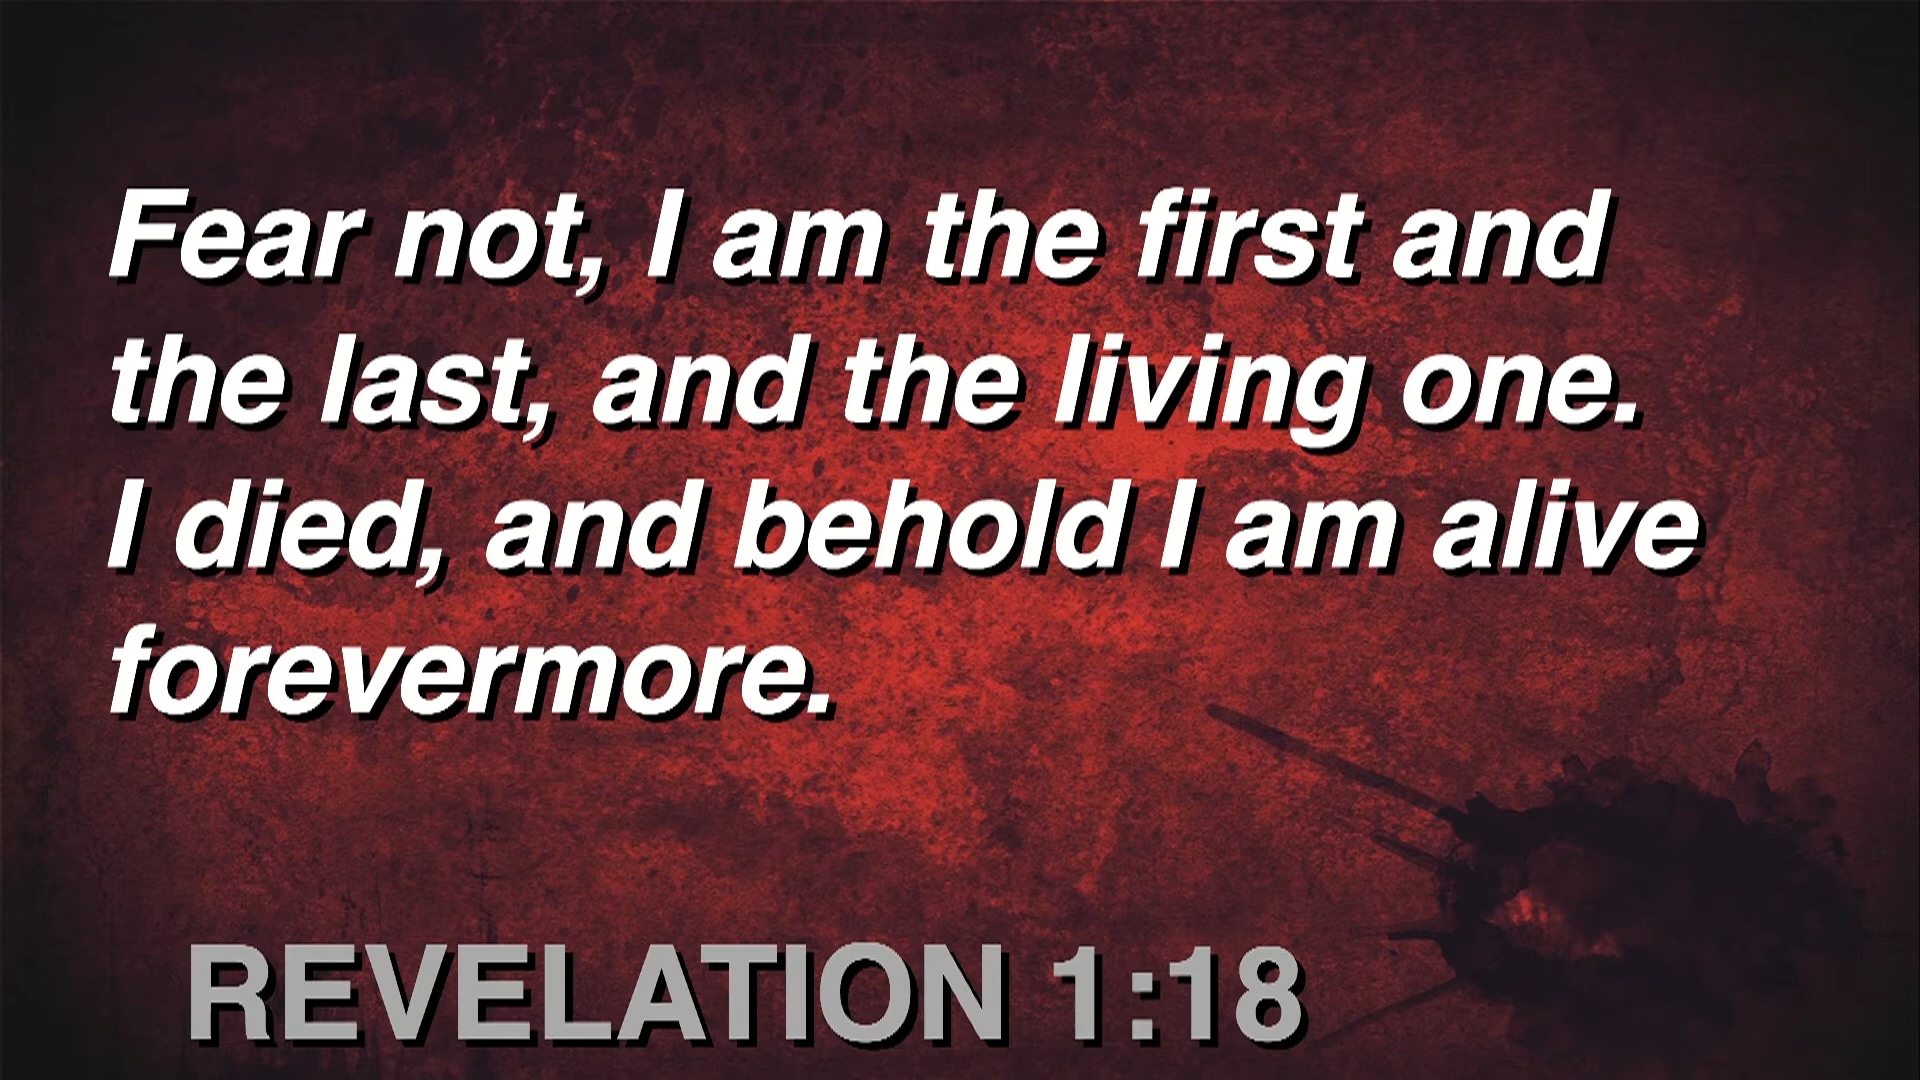 Fear not, I am the first and
the last, and the living one.
I died, and behold I am alive
forevermore.
REVELATION 1:18